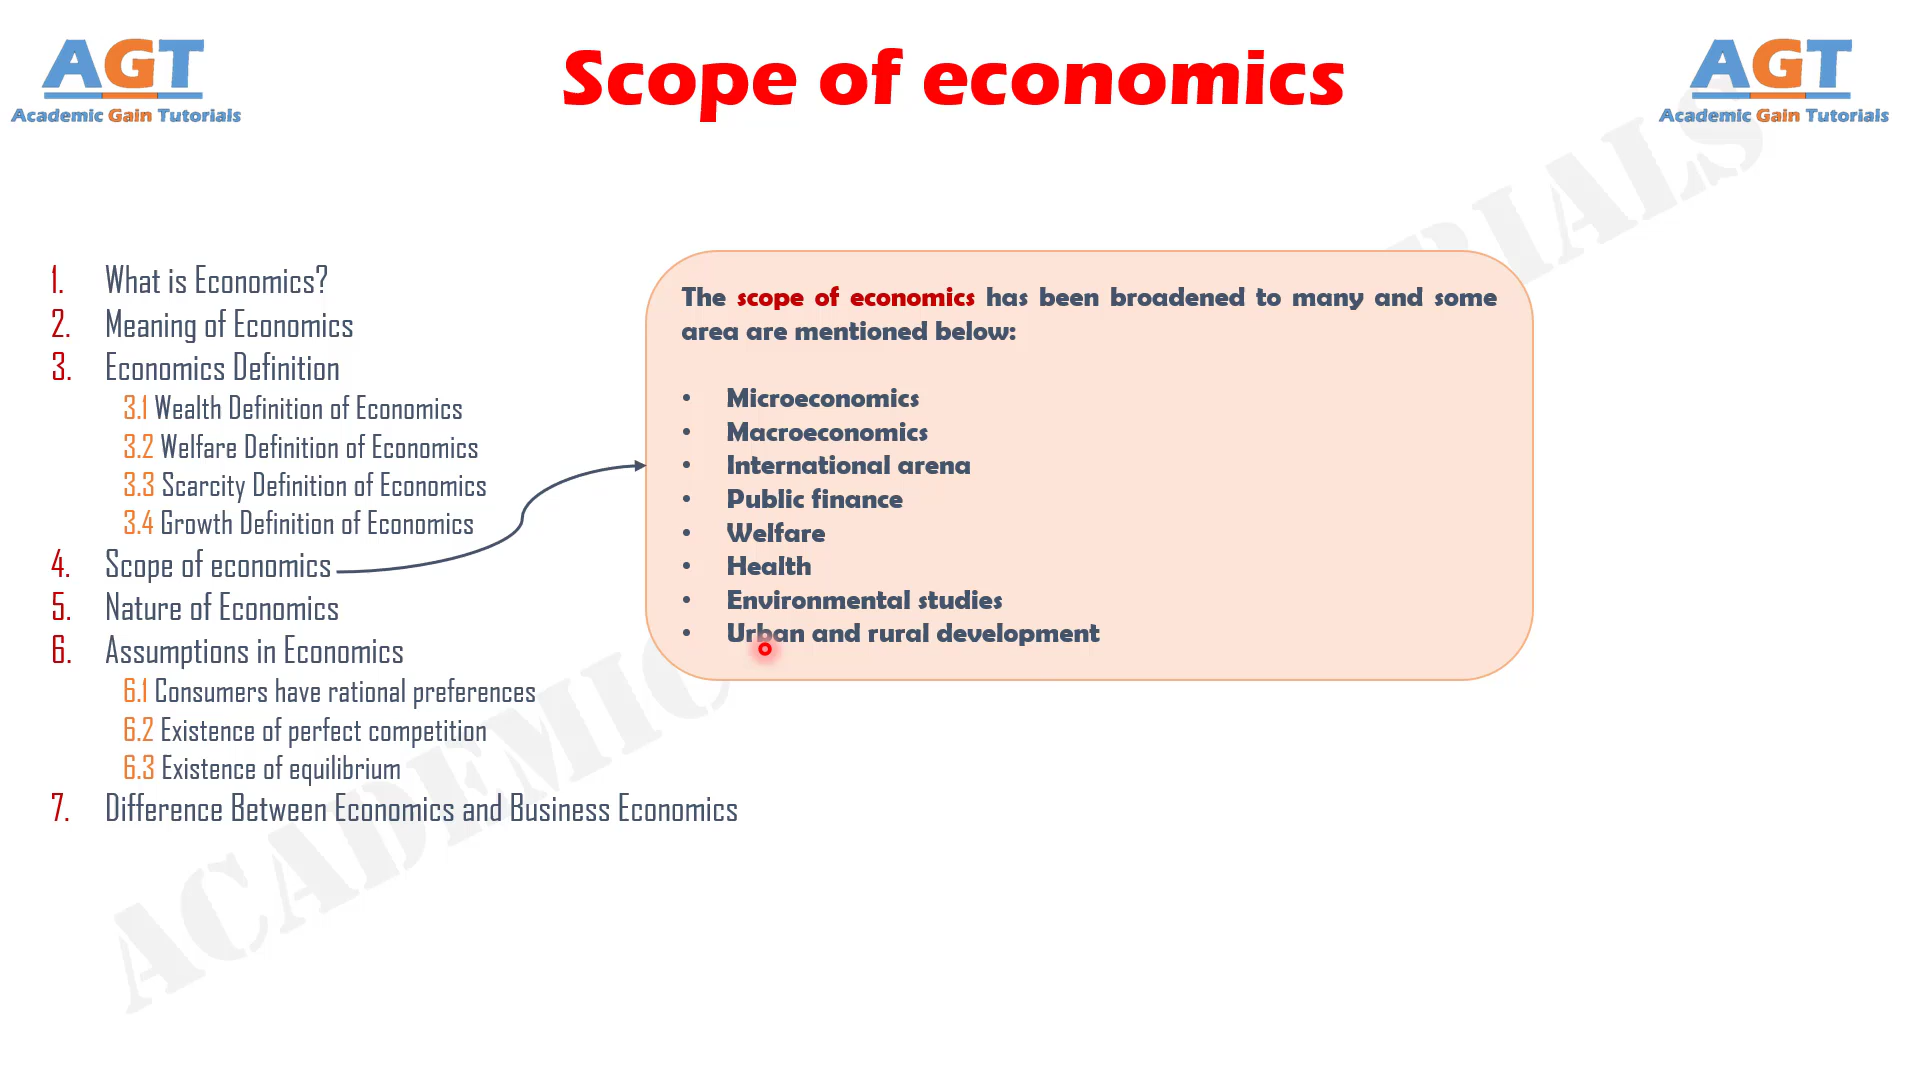 AGT
Academic Gain Tutorials
Scope of economics
AGT
Academic Gain Tutorials
1. What is Economics?
2. Meaning of Economics
3. Economics Definition
3.1 Wealth Definition of Economics
3.2 Welfare Definition of Economics
3.3 Scarcity Definition of Economics
3.4 Growth Definition of Economics
4. Scope of economics
5. Nature of Economics
6. Assumptions in Economics
6.1 Consumers have rational preferences
6.2 Existence of perfect competition
6.3 Existence of equilibrium
7. Difference Between Economics and Business Economics
The scope of economics has been broadened to many and some
area are mentioned below:
• Microeconomics
• Macroeconomics
• International arena
• Public finance
• Welfare
• Health
• Environmental studies
• Urban and rural development